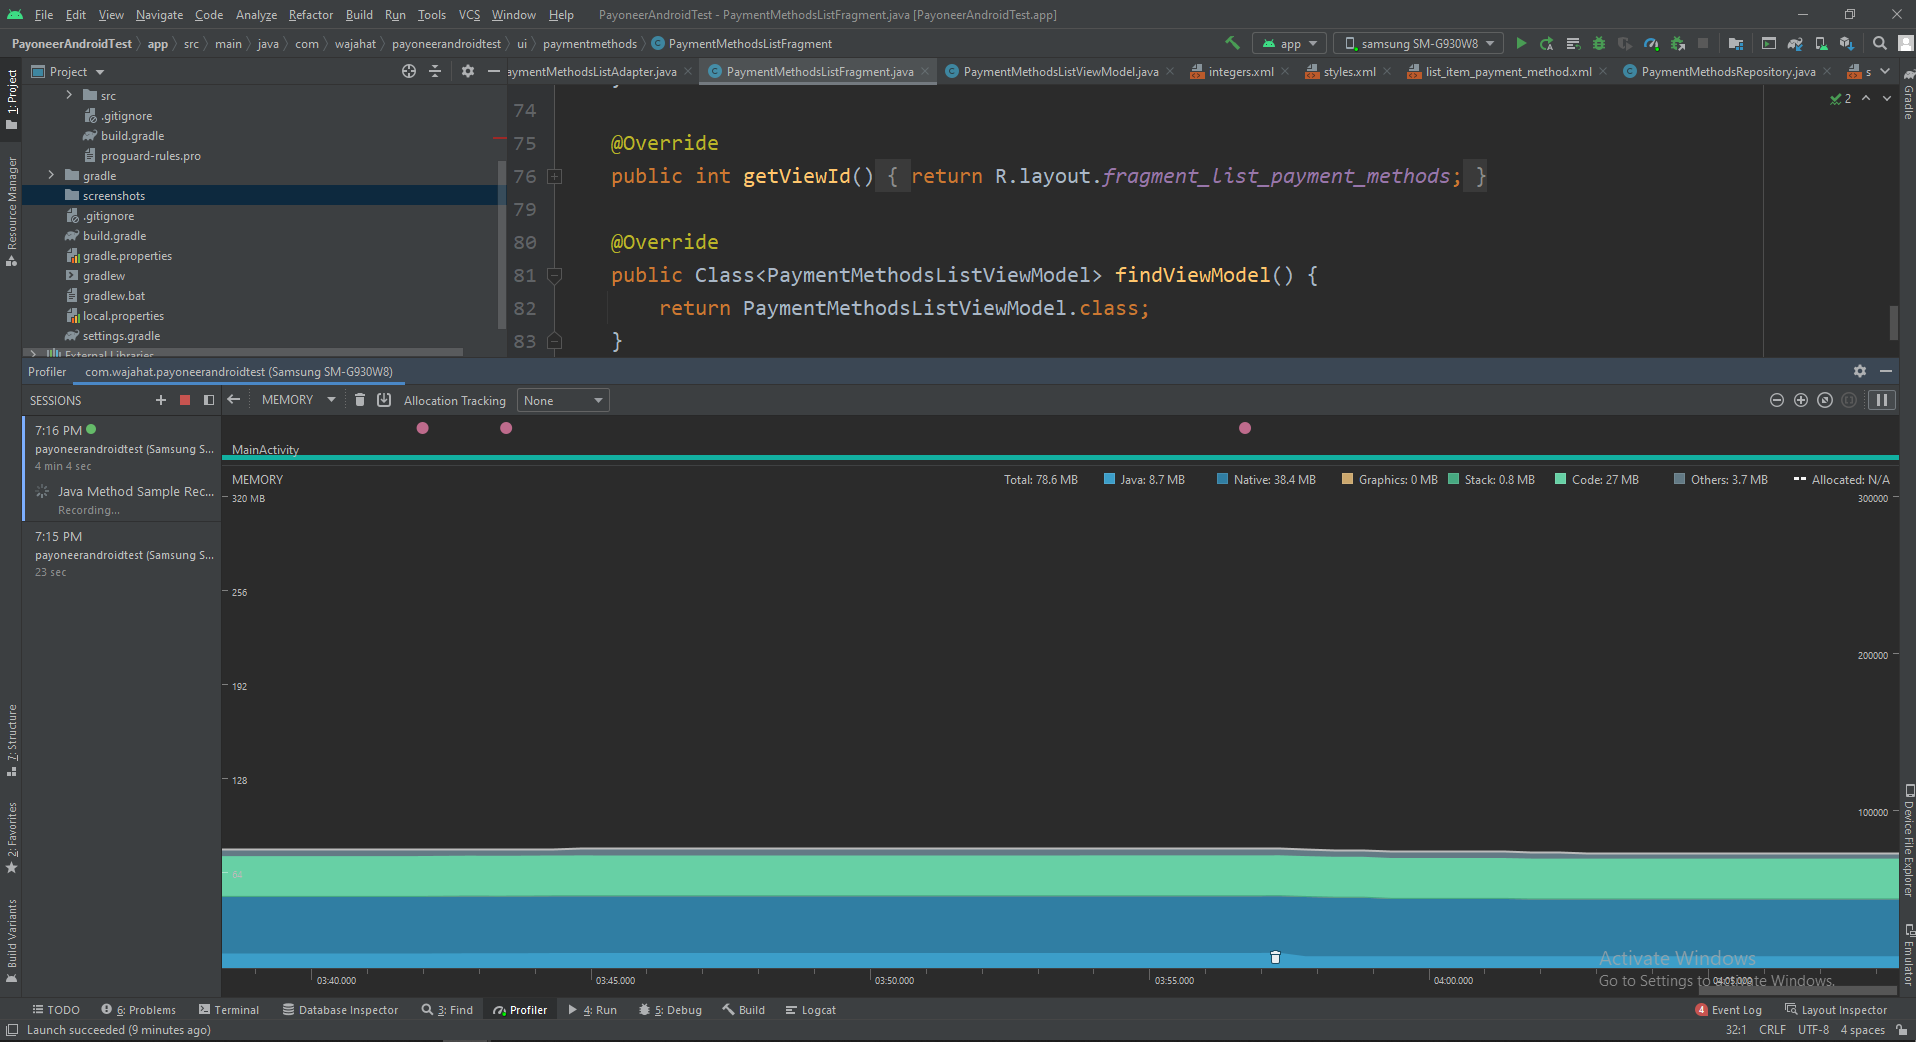 File Edit View Navigate Code Analyze Refactor Build Run Tools VCS Window Help PayoneerAndroidTest - PaymentMethodsListFragment.java [PayoneerAndroidTest.app]
PayoneerAndroidTest app src main java com wajahat payoneerandroidtest ui paymentmethods PaymentMethodsListFragment
app samsung SM-G930W8
Project
aymentMethodsListAdapter.java PaymentMethodsListFragment.java PaymentMethodsListViewModel.java integers.xml styles.xml list_item_payment_method.xml PaymentMethodsRepository.java s
1: Project
Resource Manager
7: Structure
2: Favorites
Build Variants
src
.gitignore
build.gradle
proguard-rules.pro
gradle
screenshots
.gitignore
build.gradle
gradle.properties
gradlew
gradlew.bat
local.properties
settings.gradle
External Libraries
2
74
75 @Override
76 public int getViewId() { return R.layout.fragment_list_payment_methods; }
79
80 @Override
81 public Class<PaymentMethodsListViewModel> findViewModel() {
82 return PaymentMethodsListViewModel.class;
83 }
Gradle
Device File Explorer
Emulator
Profiler com.wajahat.payoneerandroidtest (Samsung SM-G930W8)
SESSIONS
MEMORY Allocation Tracking None
7:16 PM
payoneerandroidtest (Samsung S...
4 min 4 sec
Java Method Sample Rec...
Recording...
7:15 PM
payoneerandroidtest (Samsung S...
23 sec
MainActivity
MEMORY Total: 78.6 MB Java: 8.7 MB Native: 38.4 MB Graphics: 0 MB Stack: 0.8 MB Code: 27 MB Others: 3.7 MB Allocated: N/A
320 MB 300000
256
200000
192
128
100000
64
03:40.000 03:45.000 03:50.000 03:55.000 04:00.000 04:05.000
Activate Windows
Go to Settings to activate Windows.
TODO 6: Problems Terminal Database Inspector 3: Find Profiler 4: Run 5: Debug Build Logcat 4 Event Log Layout Inspector
Launch succeeded (9 minutes ago) 32:1 CRLF UTF-8 4 spaces